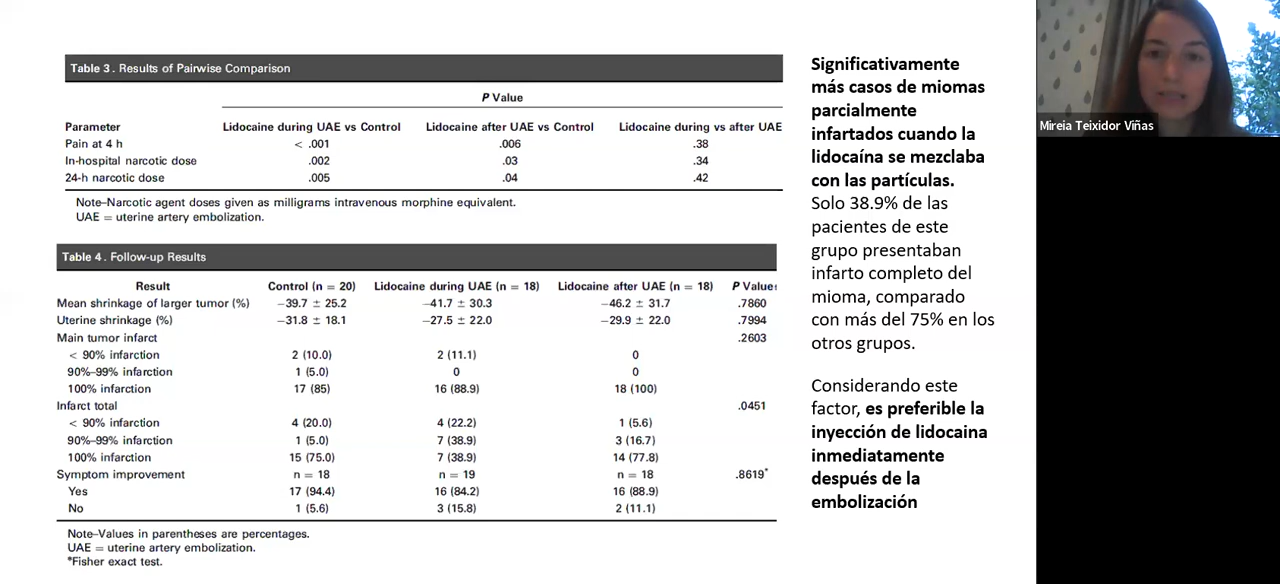 Table 3. Results of Pairwise Comparison
P Value
Parameter Lidocaine during UAE vs Control Lidocaine after UAE vs Control Lidocaine during vs after UAE
Pain at 4 h < .001 .006 .38
In-hospital narcotic dose .002 .03 .34
24-h narcotic dose .005 .04 .42
Note–Narcotic agent doses given as milligrams intravenous morphine equivalent.
UAE = uterine artery embolization.
Table 4. Follow-up Results
Result Control (n = 20) Lidocaine during UAE (n = 18) Lidocaine after UAE (n = 18) P Value
Mean shrinkage of larger tumor (%) −39.7 ± 25.2 −41.7 ± 30.3 −46.2 ± 31.7 .7860
Uterine shrinkage (%) −31.8 ± 18.1 −27.5 ± 22.0 −29.9 ± 22.0 .7994
Main tumor infarct .2603
< 90% infarction 2 (10.0) 2 (11.1) 0
90%–99% infarction 1 (5.0) 0 0
100% infarction 17 (85) 16 (88.9) 18 (100)
Infarct total .0451
< 90% infarction 4 (20.0) 4 (22.2) 1 (5.6)
90%–99% infarction 1 (5.0) 7 (38.9) 3 (16.7)
100% infarction 15 (75.0) 7 (38.9) 14 (77.8)
Symptom improvement n = 18 n = 19 n = 18 .8619*
Yes 17 (94.4) 16 (84.2) 16 (88.9)
No 1 (5.6) 3 (15.8) 2 (11.1)
Note–Values in parentheses are percentages.
UAE = uterine artery embolization.
*Fisher exact test.
Significativamente
más casos de miomas
parcialmente
infartados cuando la
lidocaína se mezclaba
con las partículas.
Solo 38.9% de las
pacientes de este
grupo presentaban
infarto completo del
mioma, comparado
con más del 75% en los
otros grupos.
Considerando este
factor, es preferible la
inyección de lidocaina
inmediatamente
después de la
embolización
Mireia Teixidor Viñas